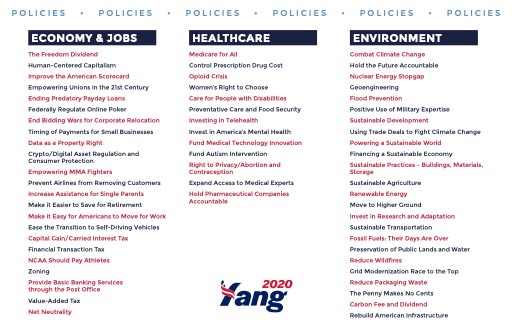 POLICIES • POLICIES • POLICIES • POLICIES • POLICIES • POLICIES
ECONOMY & JOBS
The Freedom Dividend
Human-Centered Capitalism
Improve the American Scorecard
Empowering Unions in the 21st Century
Ending Predatory Payday Loans
Federally Regulate Online Poker
End Bidding Wars for Corporate Relocation
Timing of Payments for Small Businesses
Data as a Property Right
Crypto/Digital Asset Regulation and
Consumer Protection
Empowering MMA Fighters
Prevent Airlines from Removing Customers
Increase Assistance for Single Parents
Make it Easier to Save for Retirement
Make it Easy for Americans to Move for Work
Ease the Transition to Self-Driving Vehicles
Capital Gain/Carried Interest Tax
Financial Transaction Tax
NCAA Should Pay Athletes
Zoning
Provide Basic Banking Services
through the Post Office
Value-Added Tax
Net Neutrality
HEALTHCARE
Medicare for All
Control Prescription Drug Cost
Opioid Crisis
Women's Right to Choose
Care for People with Disabilities
Preventative Care and Food Security
Investing in Telehealth
Invest in America's Mental Health
Fund Medical Technology Innovation
Fund Autism Intervention
Right to Privacy/Abortion and
Contraception
Expand Access to Medical Experts
Hold Pharmaceutical Companies
Accountable
ENVIRONMENT
Combat Climate Change
Hold the Future Accountable
Nuclear Energy Stopgap
Geoengineering
Flood Prevention
Positive Use of Military Expertise
Sustainable Development
Using Trade Deals to Fight Climate Change
Powering a Sustainable World
Financing a Sustainable Economy
Sustainable Practices – Buildings, Materials,
Storage
Sustainable Agriculture
Renewable Energy
Move to Higher Ground
Invest in Research and Adaptation
Sustainable Transportation
Fossil Fuels: Their Days Are Over
Preservation of Public Lands and Water
Reduce Wildfires
Grid Modernization Race to the Top
Reduce Packaging Waste
The Penny Makes No Cents
Carbon Fee and Dividend
Rebuild American Infrastructure
2020
Yang